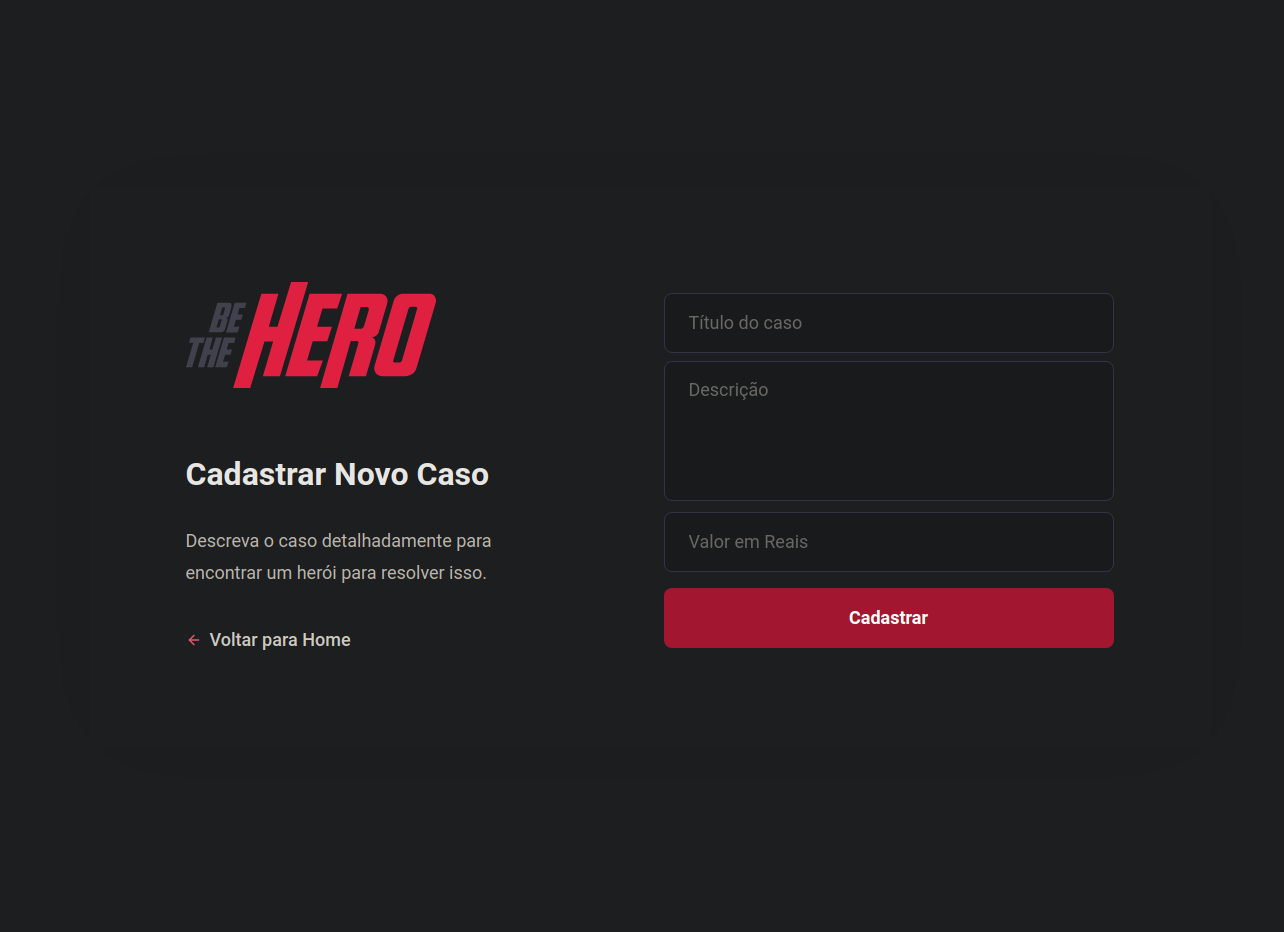 BE
THE
HERO
Cadastrar Novo Caso
Descreva o caso detalhadamente para
encontrar um herói para resolver isso.
Voltar para Home
Título do caso
Descrição
Valor em Reais
Cadastrar